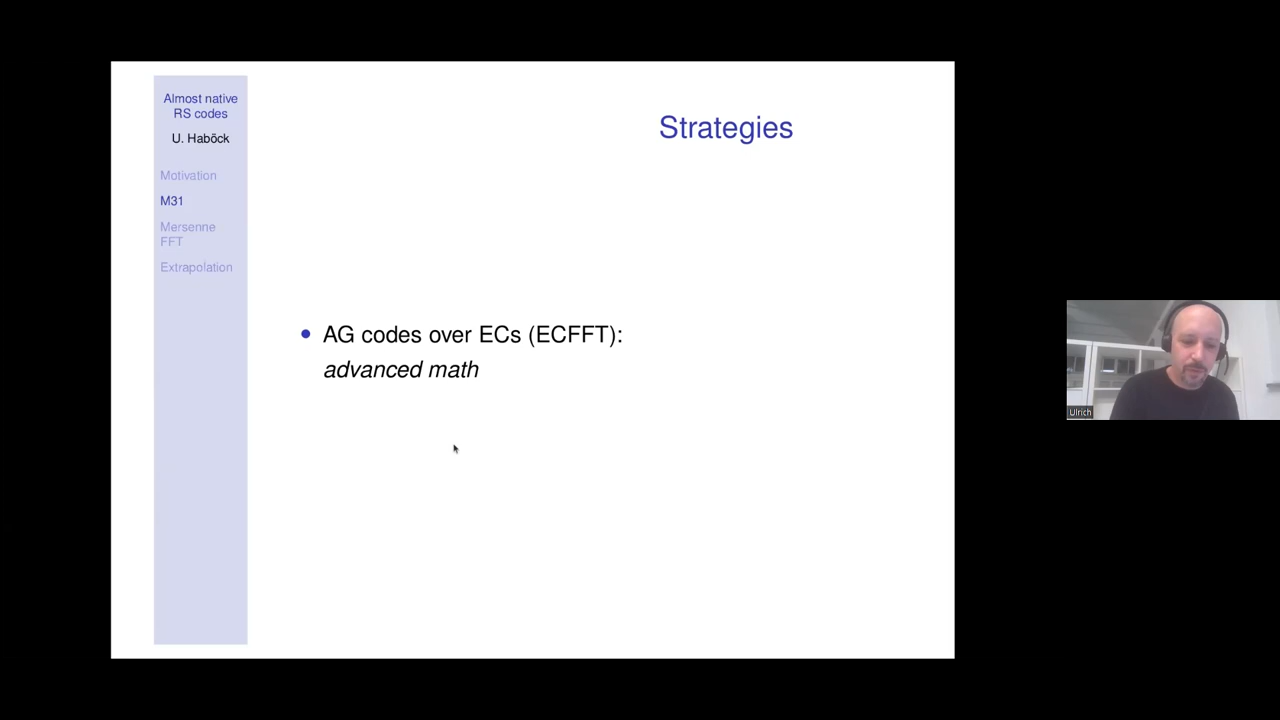 Almost native
RS codes
U. Haböck
Motivation
M31
Mersenne
FFT
Extrapolation
Strategies
• AG codes over ECs (ECFFT):
advanced math
Ulrich